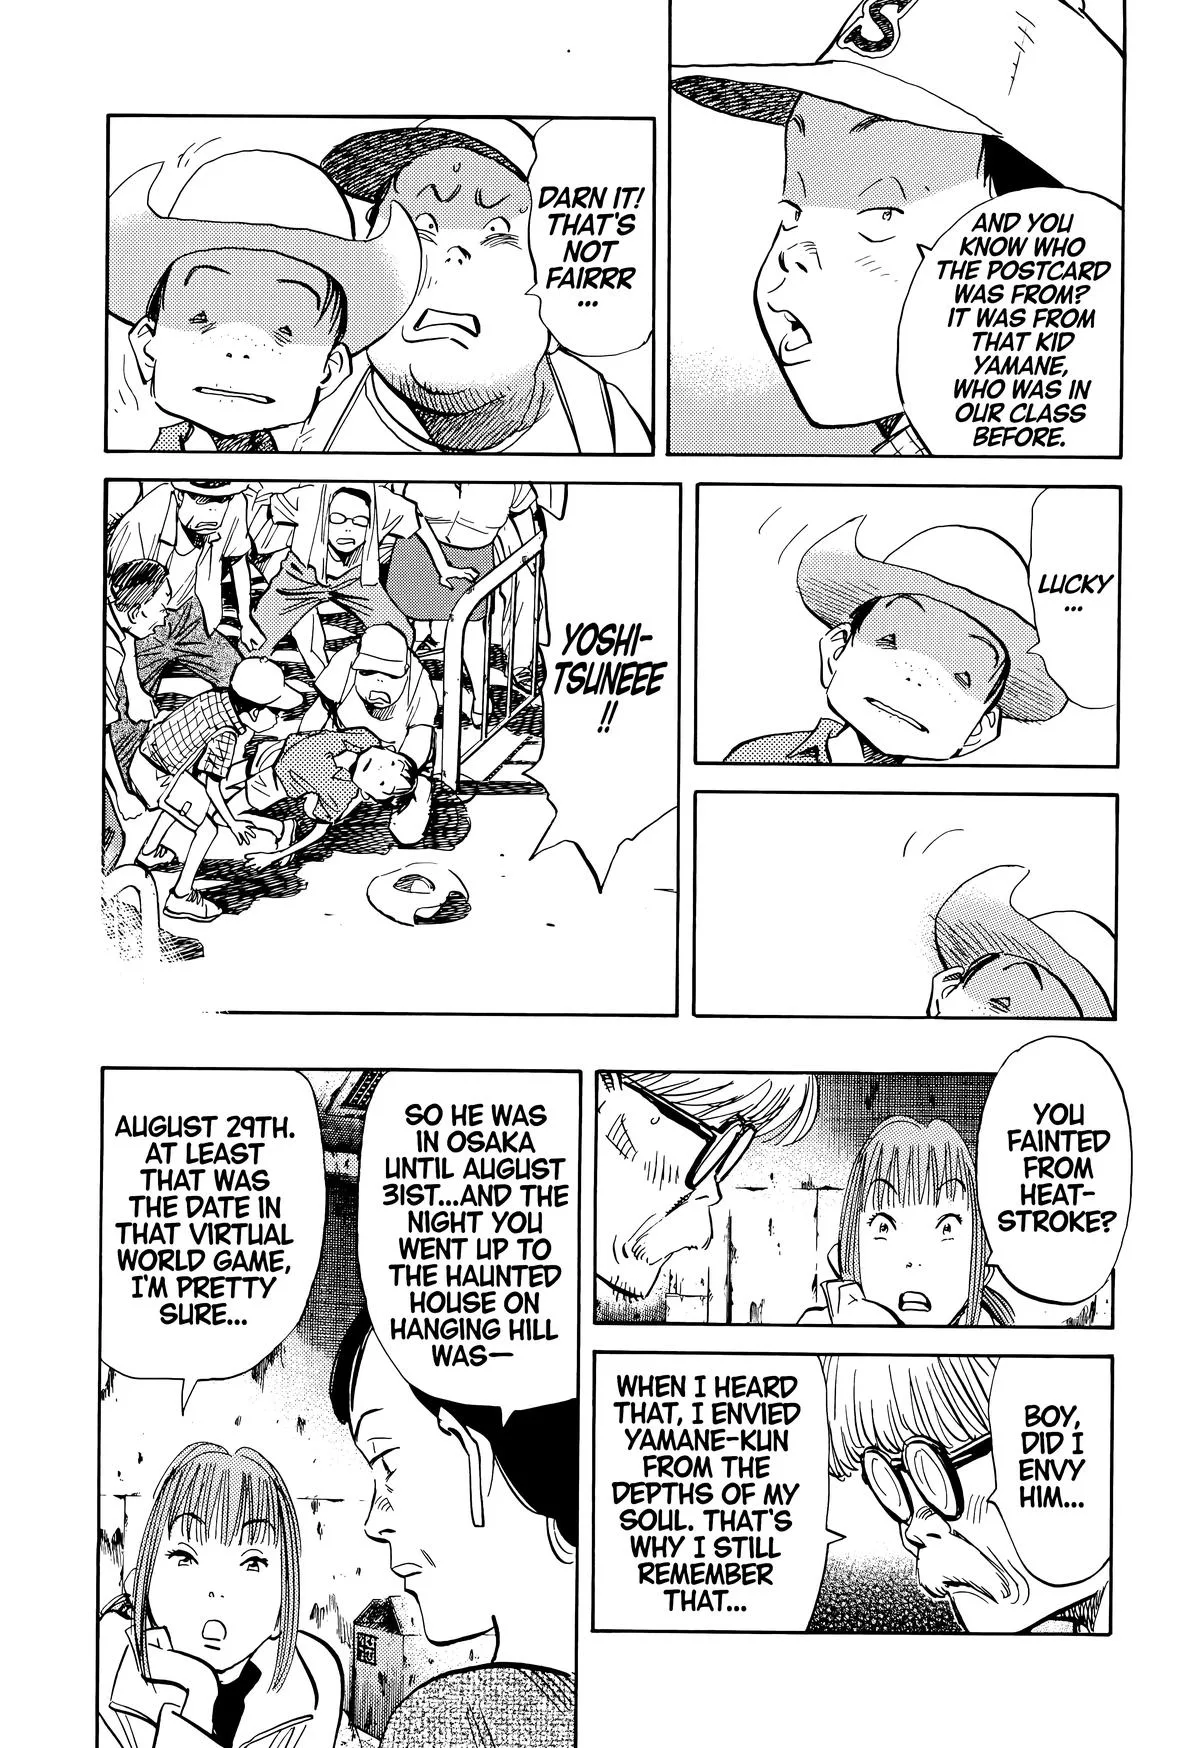 S
AND YOU
KNOW WHO
THE POSTCARD
WAS FROM?
IT WAS FROM
THAT KID
YAMANE,
WHO WAS IN
OUR CLASS
BEFORE.
DARN IT!
THAT'S
NOT
FAIRRR
...
LUCKY
...
YOSHI-
TSUNEEE
!!
YOU
FAINTED
FROM
HEAT-
STROKE?
BOY,
DID I
ENVY
HIM...
WHEN I HEARD
THAT, I ENVIED
YAMANE-KUN
FROM THE
DEPTHS OF MY
SOUL. THAT'S
WHY I STILL
REMEMBER
THAT...
SO HE WAS
IN OSAKA
UNTIL AUGUST
31ST...AND THE
NIGHT YOU
WENT UP TO
THE HAUNTED
HOUSE ON
HANGING HILL
WAS—
AUGUST 29TH.
AT LEAST
THAT WAS
THE DATE IN
THAT VIRTUAL
WORLD GAME,
I'M PRETTY
SURE...